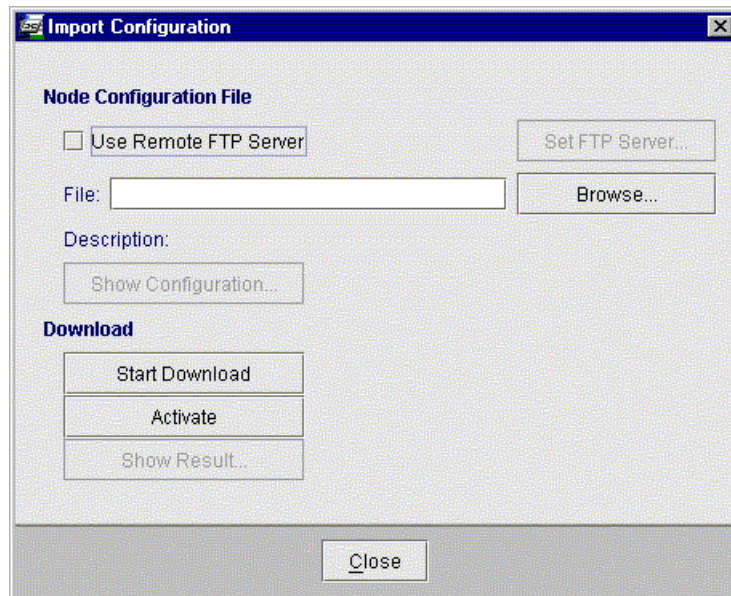 Import Configuration
Node Configuration File
Use Remote FTP Server
Set FTP Server...
File:
Browse...
Description:
Show Configuration...
Download
Start Download
Activate
Show Result...
Close